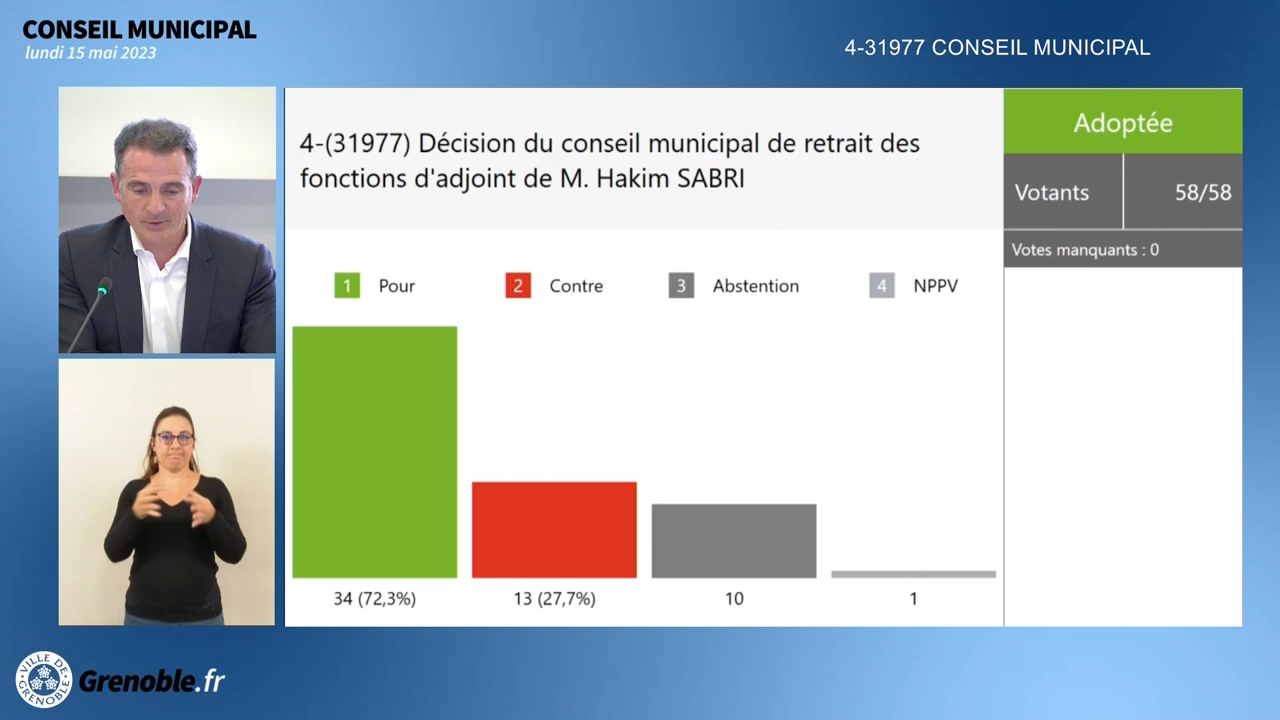 CONSEIL MUNICIPAL
lundi 15 mai 2023
4-31977 CONSEIL MUNICIPAL
4-(31977) Décision du conseil municipal de retrait des
fonctions d'adjoint de M. Hakim SABRI
Adoptée
Votants 58/58
Votes manquants : 0
1 Pour 2 Contre 3 Abstention 4 NPPV
34 (72,3%) 13 (27,7%) 10 1
VILLE DE
GRENOBLE
Grenoble.fr